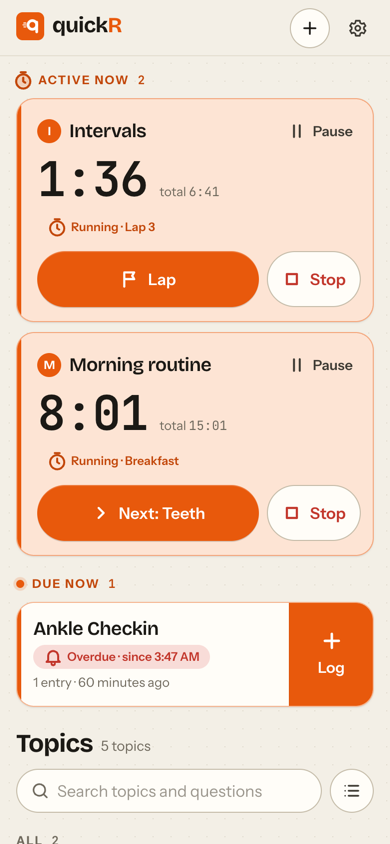 quickR
ACTIVE NOW 2
I Intervals
Pause
1:36 total 6:41
Running · Lap 3
Lap
Stop
M Morning routine
Pause
8:01 total 15:01
Running · Breakfast
Next: Teeth
Stop
DUE NOW 1
Ankle Checkin
Overdue · since 3:47 AM
1 entry · 60 minutes ago
Log
Topics 5 topics
Search topics and questions
ALL 2